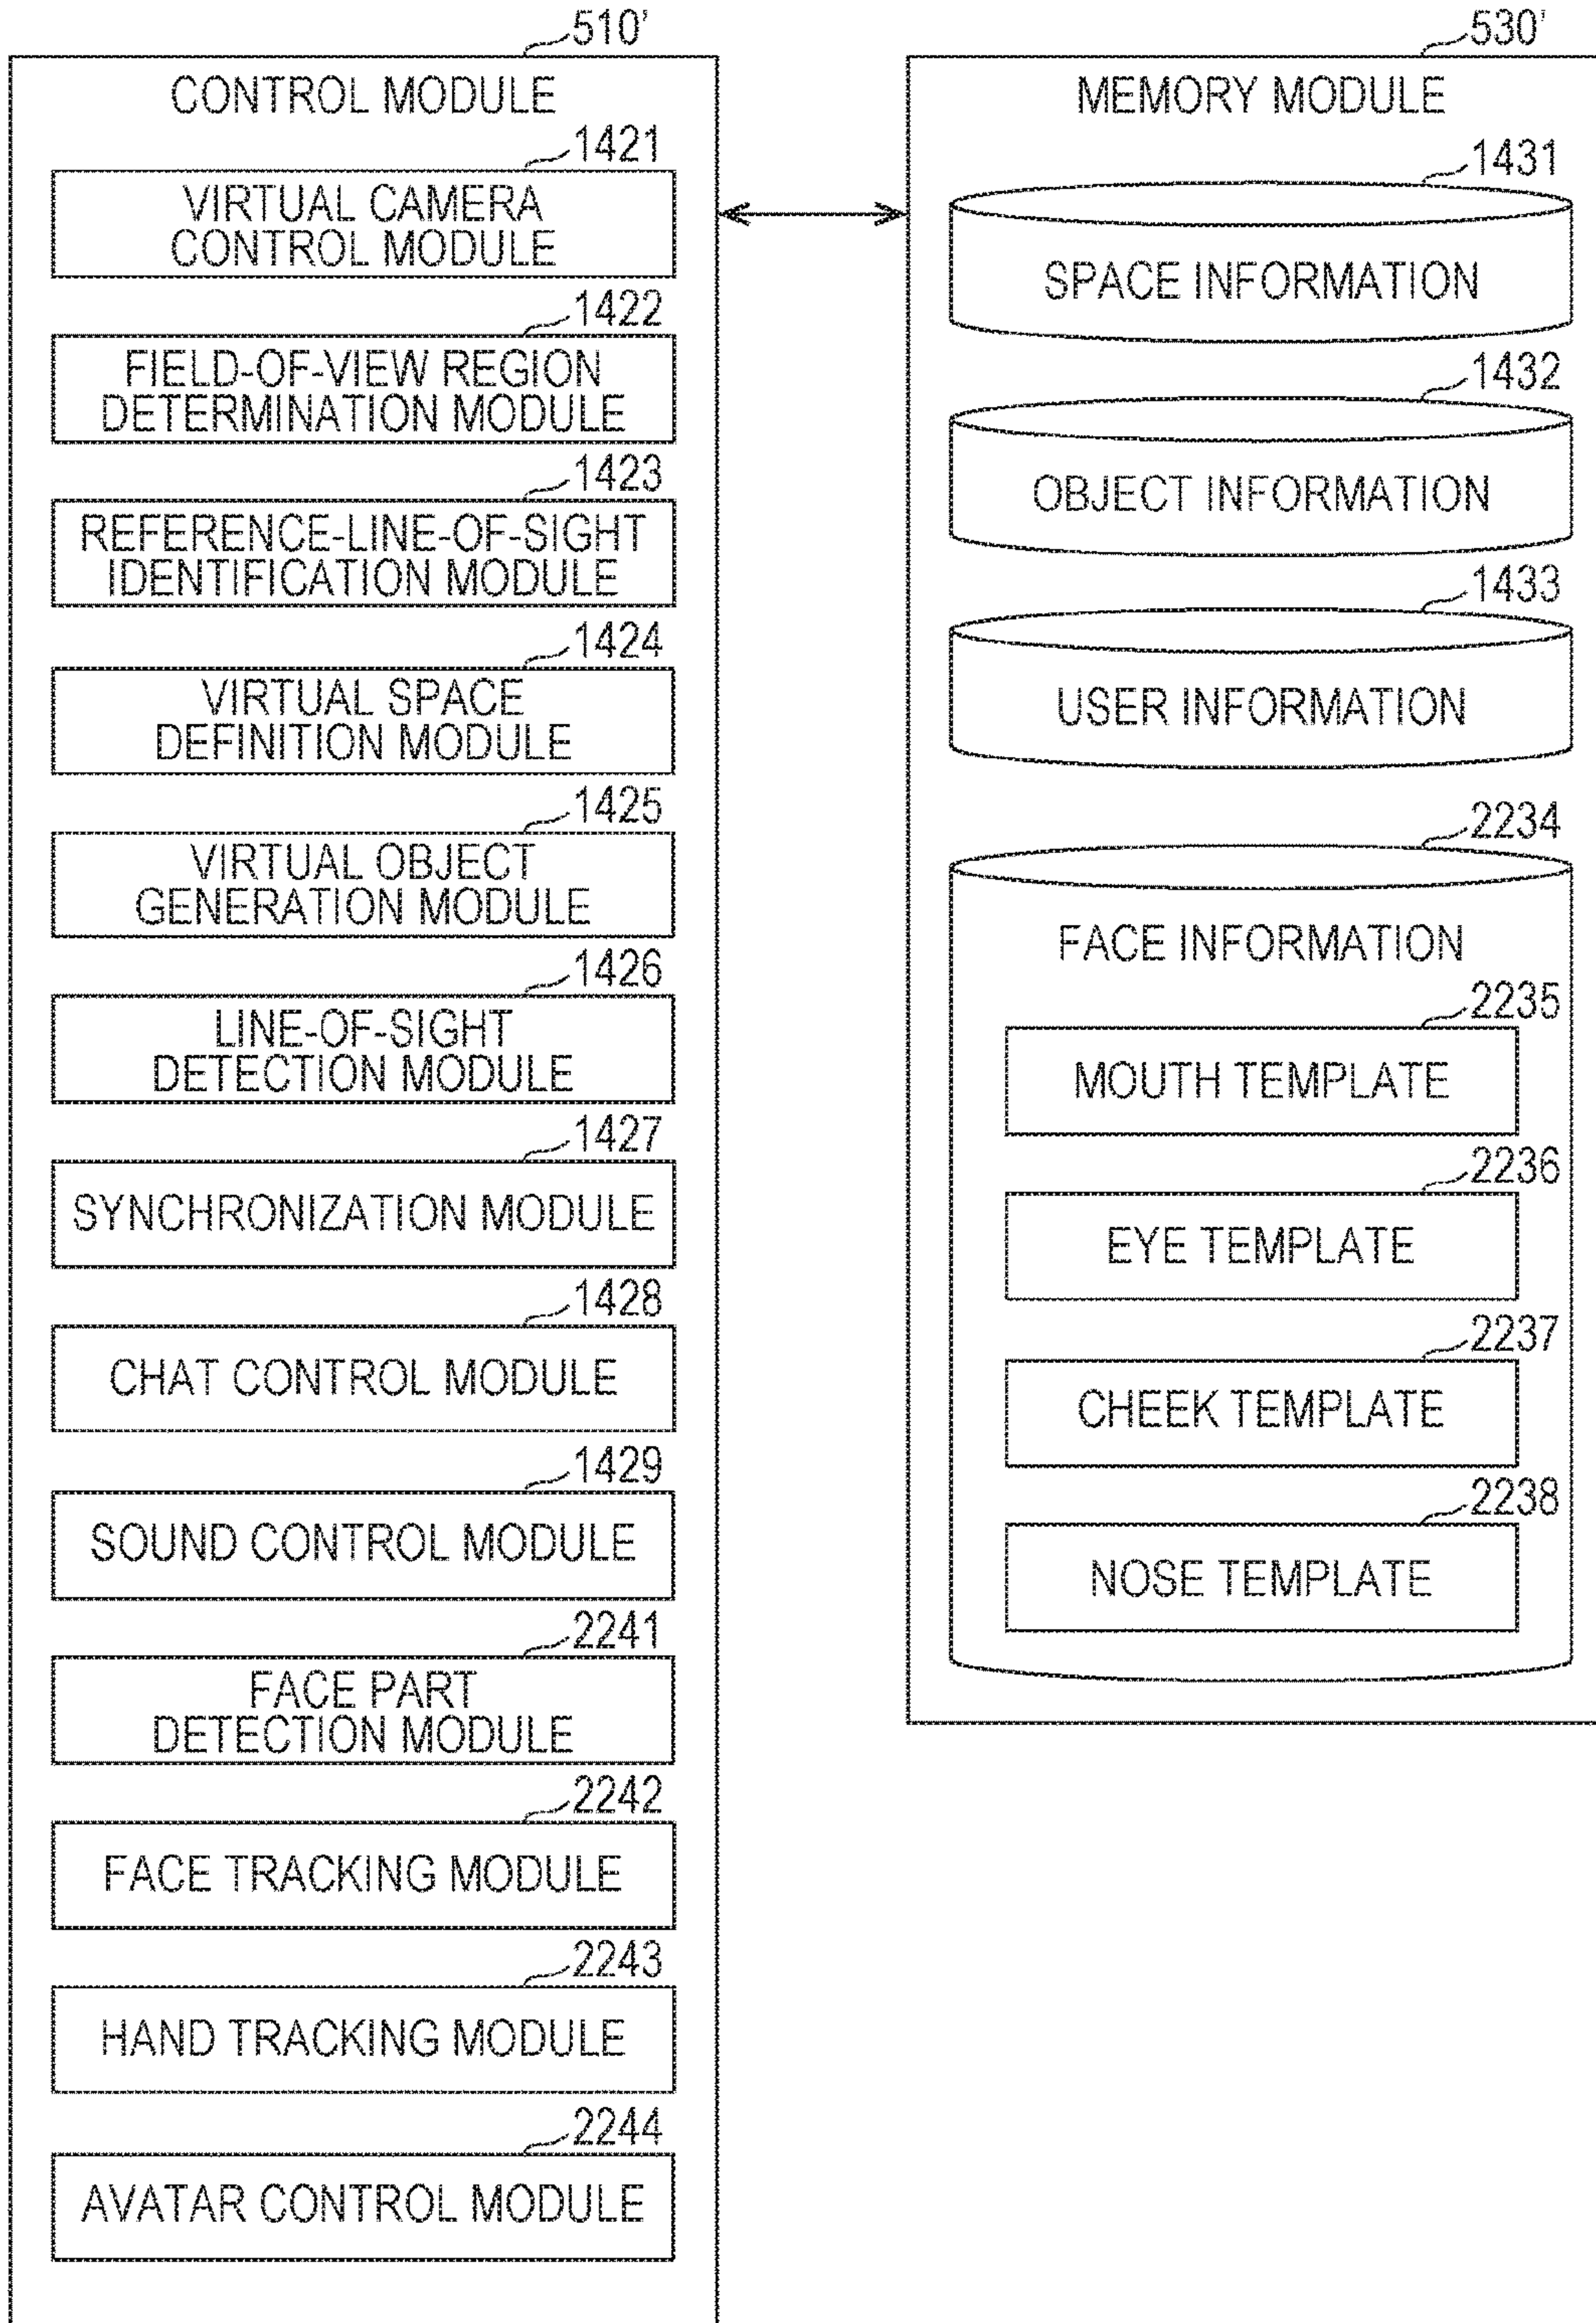 510'
CONTROL MODULE
1421
VIRTUAL CAMERA
CONTROL MODULE
1422
FIELD-OF-VIEW REGION
DETERMINATION MODULE
1423
REFERENCE-LINE-OF-SIGHT
IDENTIFICATION MODULE
1424
VIRTUAL SPACE
DEFINITION MODULE
1425
VIRTUAL OBJECT
GENERATION MODULE
1426
LINE-OF-SIGHT
DETECTION MODULE
1427
SYNCHRONIZATION MODULE
1428
CHAT CONTROL MODULE
1429
SOUND CONTROL MODULE
2241
FACE PART
DETECTION MODULE
2242
FACE TRACKING MODULE
2243
HAND TRACKING MODULE
2244
AVATAR CONTROL MODULE
530'
MEMORY MODULE
1431
SPACE INFORMATION
1432
OBJECT INFORMATION
1433
USER INFORMATION
2234
FACE INFORMATION
2235
MOUTH TEMPLATE
2236
EYE TEMPLATE
2237
CHEEK TEMPLATE
2238
NOSE TEMPLATE